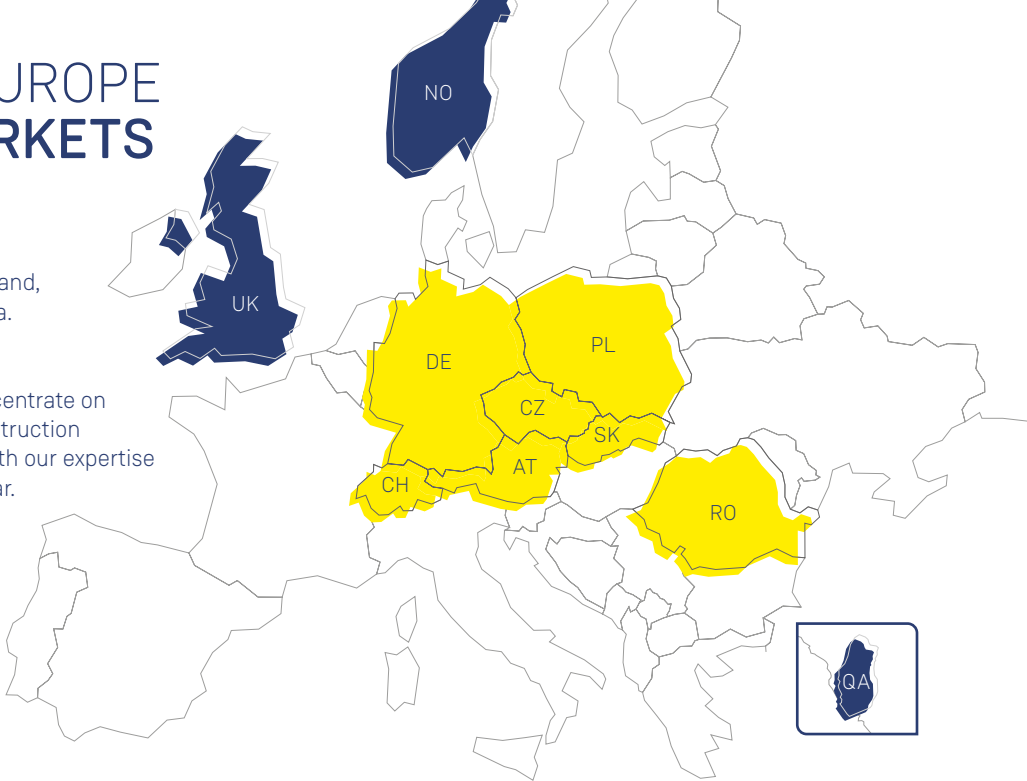 UROPE
RKETS
and,
a.
centrate on
truction
th our expertise
ar.
NO
UK
DE
PL
CZ
SK
AT
CH
RO
QA